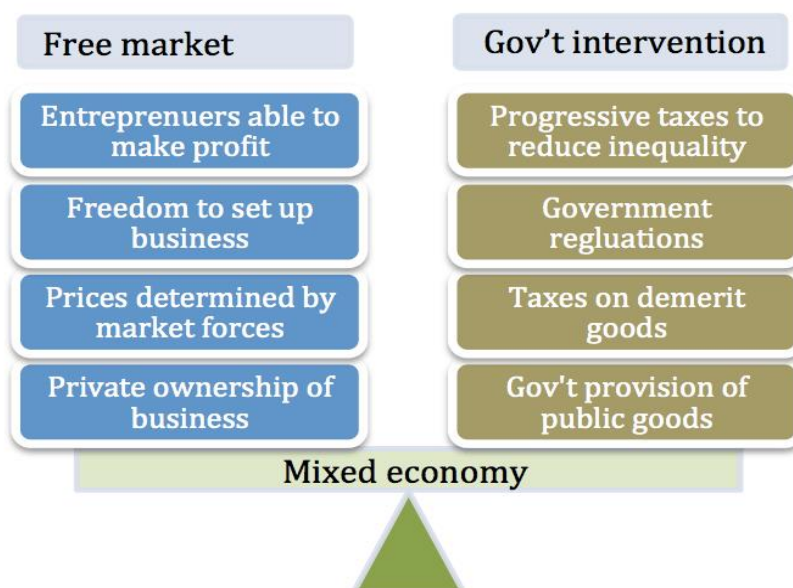 Free market
Entreprenuers able to
make profit
Freedom to set up
business
Prices determined by
market forces
Private ownership of
business
Gov't intervention
Progressive taxes to
reduce inequality
Government
regluations
Taxes on demerit
goods
Gov't provision of
public goods
Mixed economy